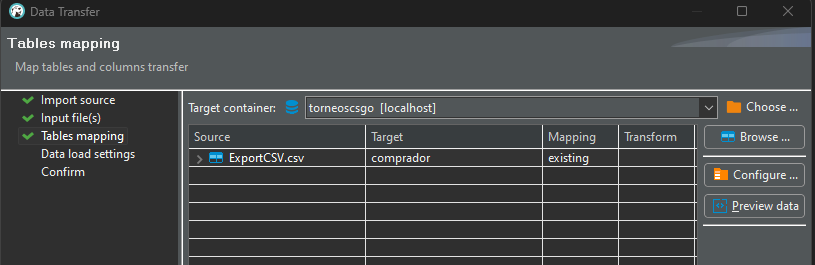 Data Transfer
Tables mapping
Map tables and columns transfer
Import source
Input file(s)
Tables mapping
Data load settings
Confirm
Target container: torneoscsgo [localhost] Choose ...
Source Target Mapping Transform
ExportCSV.csv comprador existing
Browse ...
Configure ...
Preview data